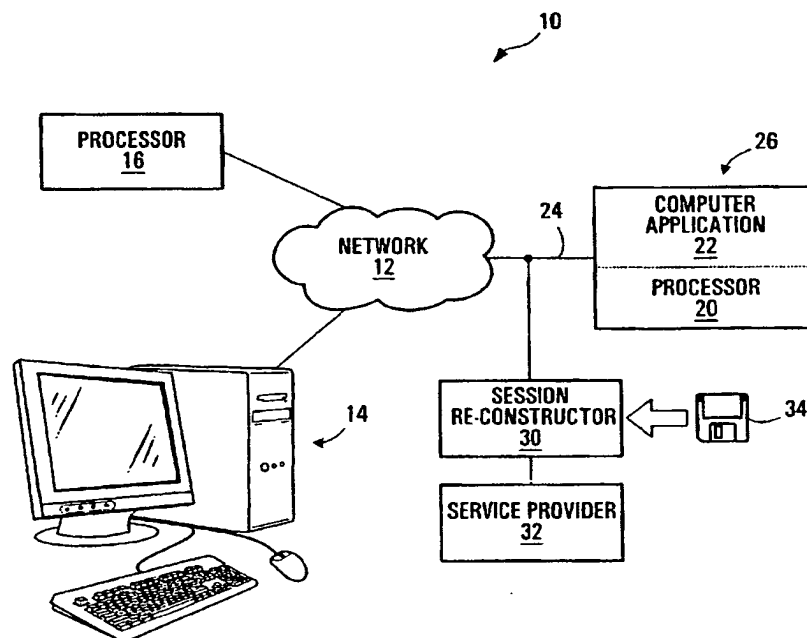 10
PROCESSOR
16
26
COMPUTER
APPLICATION
22
24
NETWORK
12
PROCESSOR
20
SESSION
RE-CONSTRUCTOR
30
34
14
SERVICE PROVIDER
32